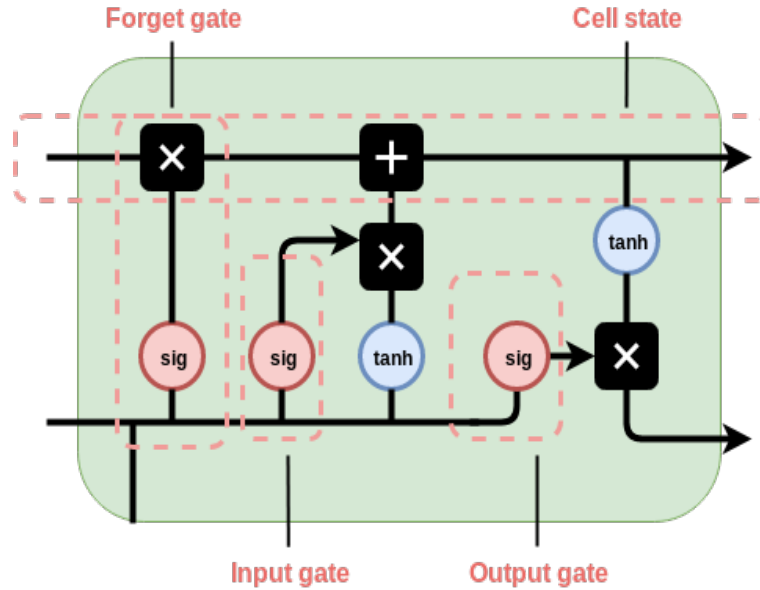 Forget gate
Cell state
×
+
×
tanh
sig
sig
tanh
sig
×
Input gate
Output gate